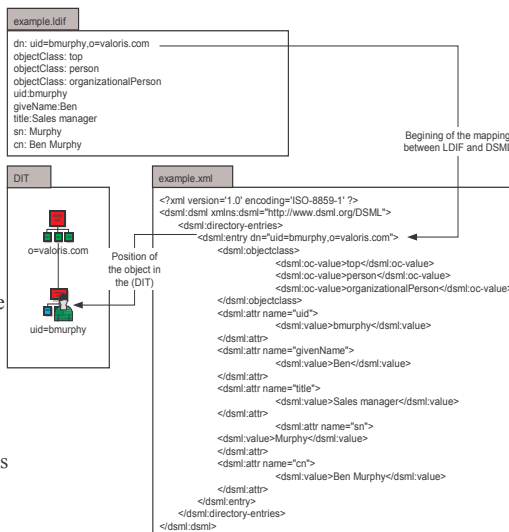 example.ldif
dn: uid=bmurphy,o=valoris.com
objectClass: top
objectClass: person
objectClass: organizationalPerson
uid:bmurphy
giveName:Ben
title:Sales manager
sn: Murphy
cn: Ben Murphy
Begining of the mapping
between LDIF and DSML
DIT
o=valoris.com
uid=bmurphy
Position of
the object in
the (DIT)
example.xml
<?xml version='1.0' encoding='ISO-8859-1' ?>
<dsml:dsml xmlns:dsml="http://www.dsml.org/DSML">
<dsml:directory-entries>
<dsml:entry dn="uid=bmurphy,o=valoris.com">
<dsml:objectclass>
<dsml:oc-value>top</dsml:oc-value>
<dsml:oc-value>person</dsml:oc-value>
<dsml:oc-value>organizationalPerson</dsml:oc-value>
</dsml:objectclass>
<dsml:attr name="uid">
<dsml:value>bmurphy</dsml:value>
</dsml:attr>
<dsml:attr name="givenName">
<dsml:value>Ben</dsml:value>
</dsml:attr>
<dsml:attr name="title">
<dsml:value>Sales manager</dsml:value>
</dsml:attr>
<dsml:attr name="sn">
<dsml:value>Murphy</dsml:value>
</dsml:attr>
<dsml:attr name="cn">
<dsml:value>Ben Murphy</dsml:value>
</dsml:attr>
</dsml:entry>
</dsml:directory-entries>
</dsml:dsml>